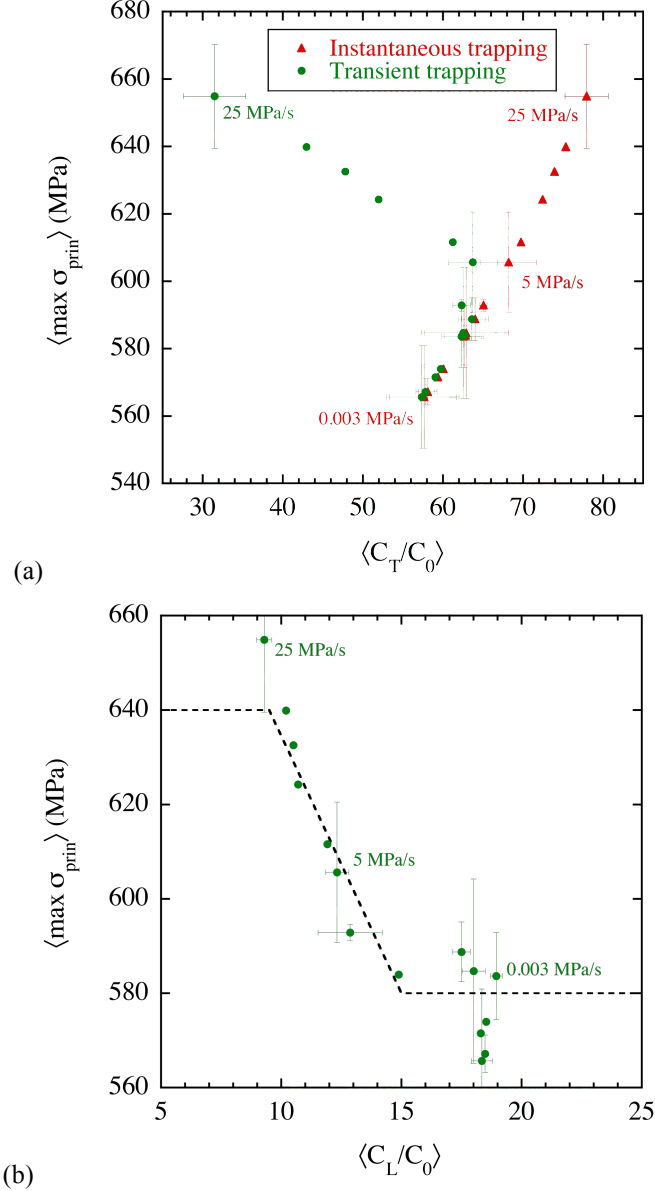 680
660
640
620
600
580
560
540
⟨max σprin⟩ (MPa)
Instantaneous trapping
Transient trapping
25 MPa/s
25 MPa/s
5 MPa/s
0.003 MPa/s
30 40 50 60 70 80
⟨CT/C0⟩
(a)
660
640
620
600
580
560
⟨max σprin⟩ (MPa)
25 MPa/s
5 MPa/s
0.003 MPa/s
5 10 15 20 25
⟨CL/C0⟩
(b)